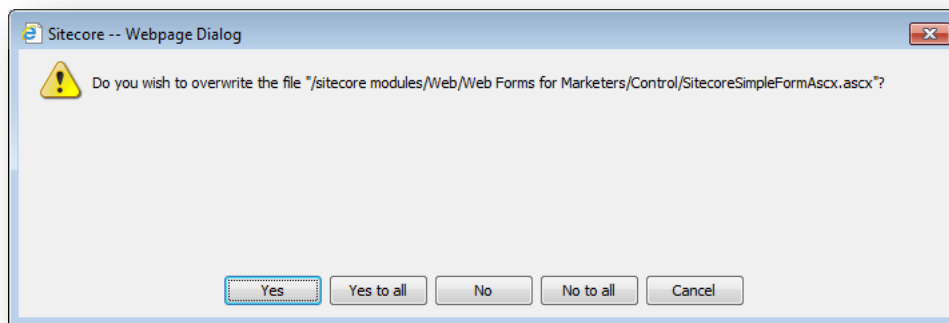 Sitecore -- Webpage Dialog
Do you wish to overwrite the file "/sitecore modules/Web/Web Forms for Marketers/Control/SitecoreSimpleFormAscx.ascx"?
Yes Yes to all No No to all Cancel